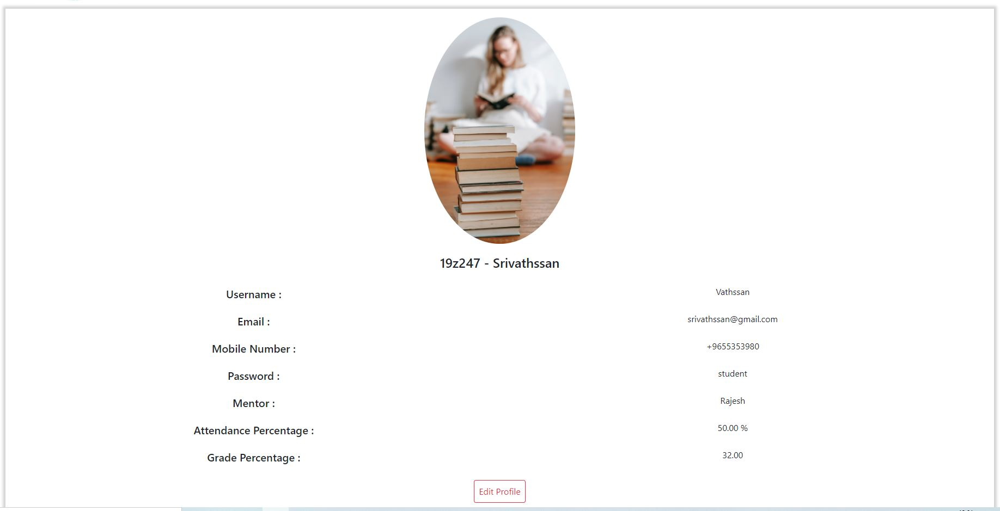 19z247 - Srivathssan
Username : Vathssan
Email : srivathssan@gmail.com
Mobile Number : +9655353980
Password : student
Mentor : Rajesh
Attendance Percentage : 50.00 %
Grade Percentage : 32.00
Edit Profile